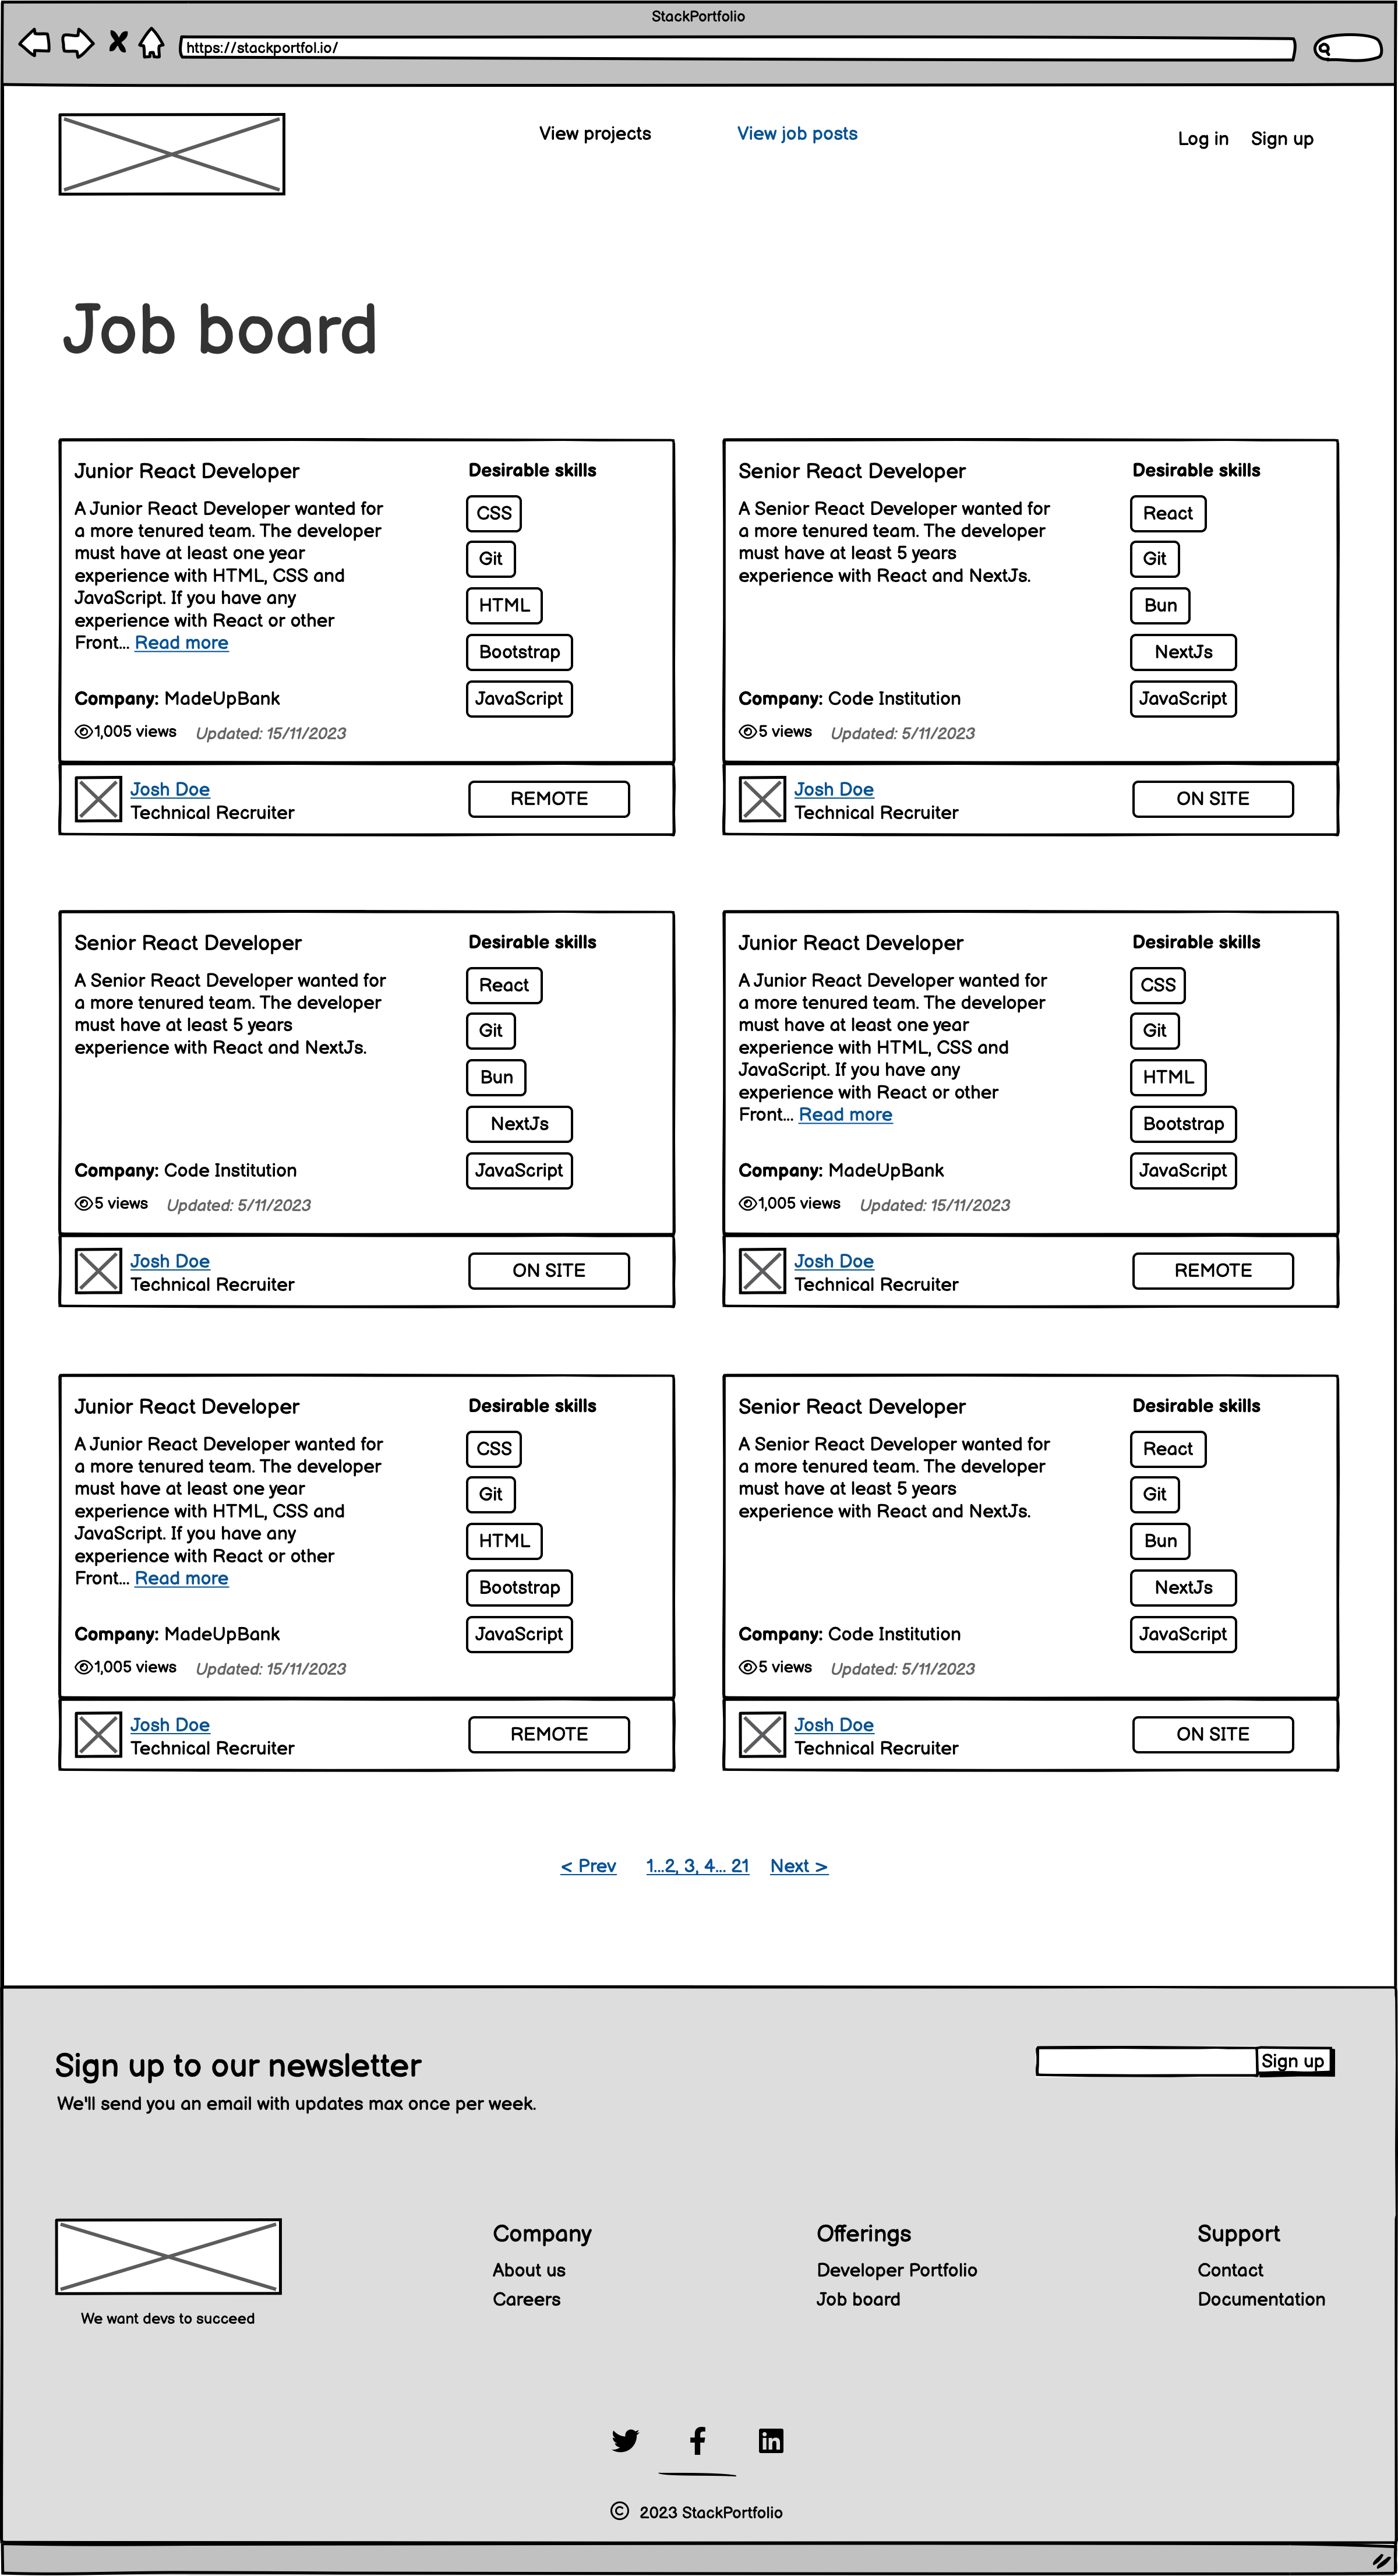 StackPortfolio
https://stackportfol.io/
View projects
View job posts
Log in
Sign up
Job board
Junior React Developer
A Junior React Developer wanted for
a more tenured team. The developer
must have at least one year
experience with HTML, CSS and
JavaScript. If you have any
experience with React or other
Front... Read more
Company: MadeUpBank
1,005 views
Updated: 15/11/2023
Desirable skills
CSS
Git
HTML
Bootstrap
JavaScript
Josh Doe
Technical Recruiter
REMOTE
Senior React Developer
A Senior React Developer wanted for
a more tenured team. The developer
must have at least 5 years
experience with React and NextJs.
Company: Code Institution
5 views
Updated: 5/11/2023
Desirable skills
React
Git
Bun
NextJs
JavaScript
Josh Doe
Technical Recruiter
ON SITE
Senior React Developer
A Senior React Developer wanted for
a more tenured team. The developer
must have at least 5 years
experience with React and NextJs.
Company: Code Institution
5 views
Updated: 5/11/2023
Desirable skills
React
Git
Bun
NextJs
JavaScript
Josh Doe
Technical Recruiter
ON SITE
Junior React Developer
A Junior React Developer wanted for
a more tenured team. The developer
must have at least one year
experience with HTML, CSS and
JavaScript. If you have any
experience with React or other
Front... Read more
Company: MadeUpBank
1,005 views
Updated: 15/11/2023
Desirable skills
CSS
Git
HTML
Bootstrap
JavaScript
Josh Doe
Technical Recruiter
REMOTE
Junior React Developer
A Junior React Developer wanted for
a more tenured team. The developer
must have at least one year
experience with HTML, CSS and
JavaScript. If you have any
experience with React or other
Front... Read more
Company: MadeUpBank
1,005 views
Updated: 15/11/2023
Desirable skills
CSS
Git
HTML
Bootstrap
JavaScript
Josh Doe
Technical Recruiter
REMOTE
Senior React Developer
A Senior React Developer wanted for
a more tenured team. The developer
must have at least 5 years
experience with React and NextJs.
Company: Code Institution
5 views
Updated: 5/11/2023
Desirable skills
React
Git
Bun
NextJs
JavaScript
Josh Doe
Technical Recruiter
ON SITE
< Prev
1...2, 3, 4... 21
Next >
Sign up to our newsletter
We'll send you an email with updates max once per week.
Sign up
We want devs to succeed
Company
About us
Careers
Offerings
Developer Portfolio
Job board
Support
Contact
Documentation
© 2023 StackPortfolio